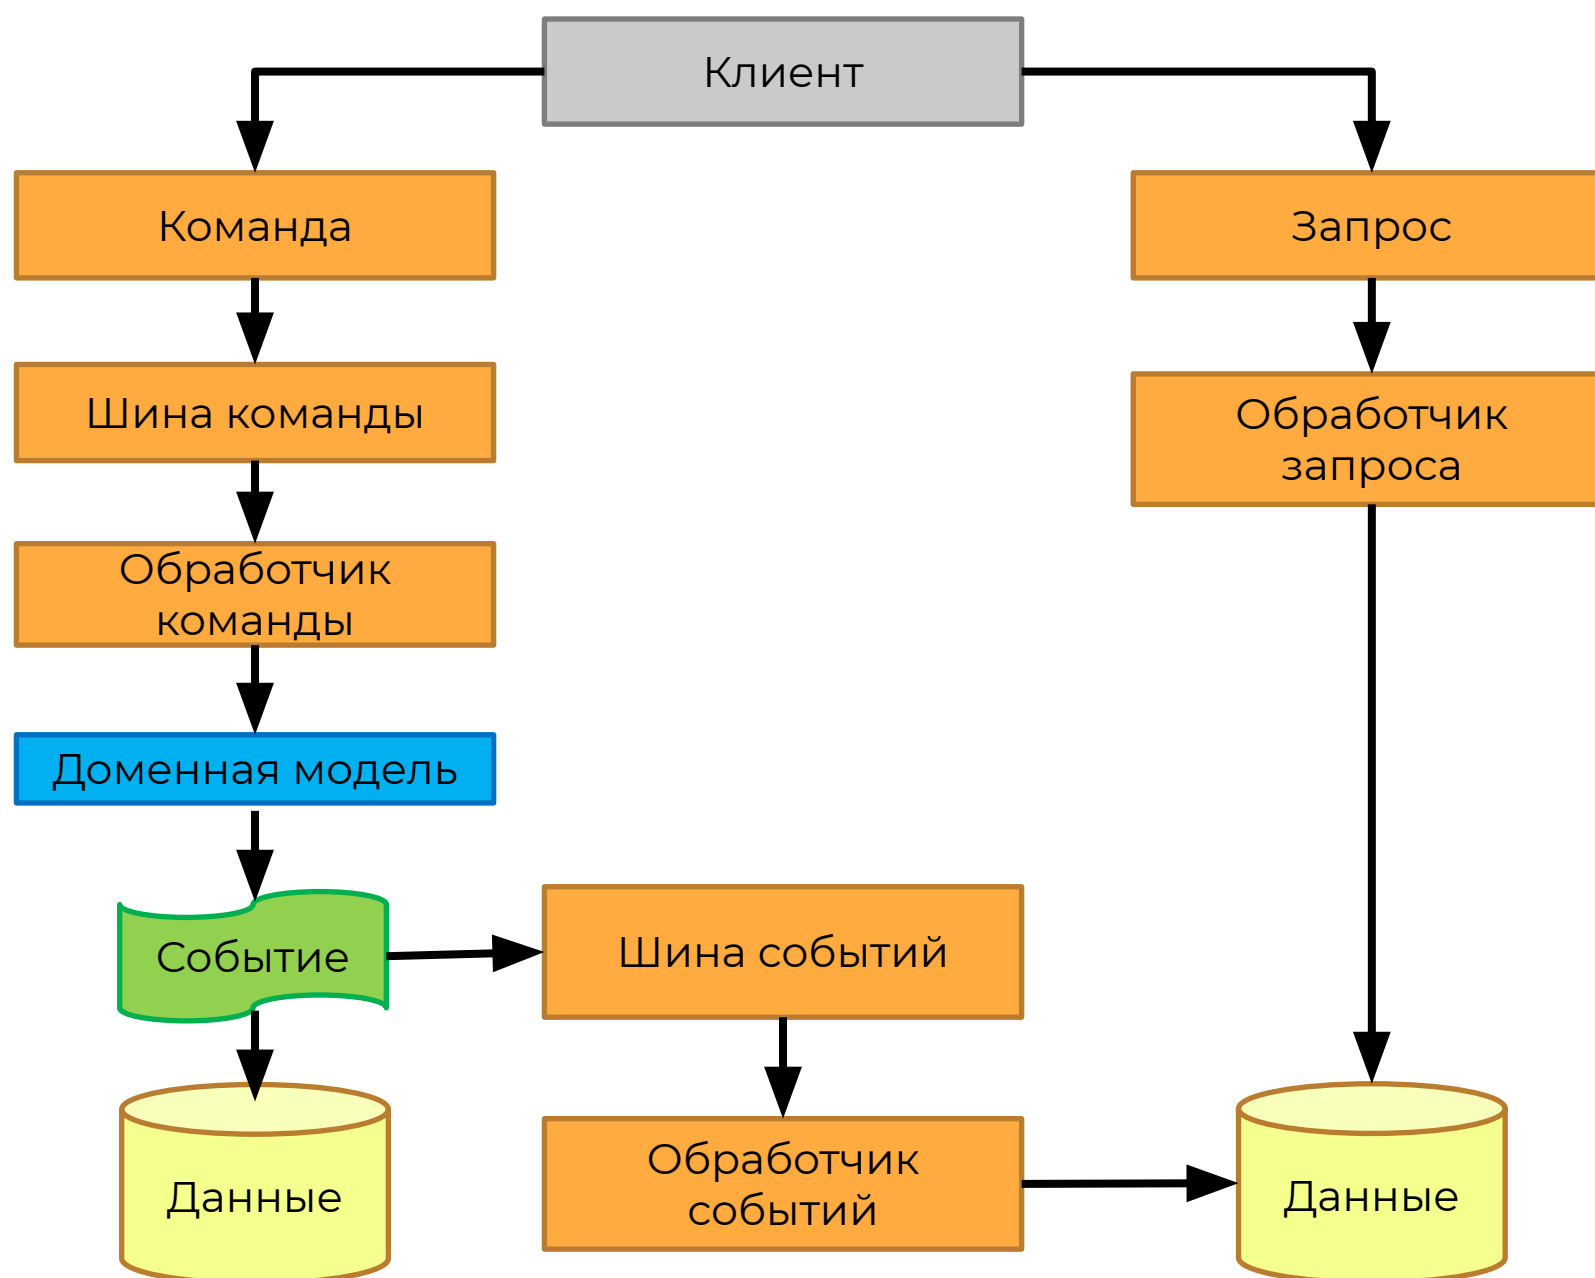 Клиент
Команда
Запрос
Шина команды
Обработчик
запроса
Обработчик
команды
Доменная модель
Событие
Шина событий
Обработчик
событий
Данные
Данные